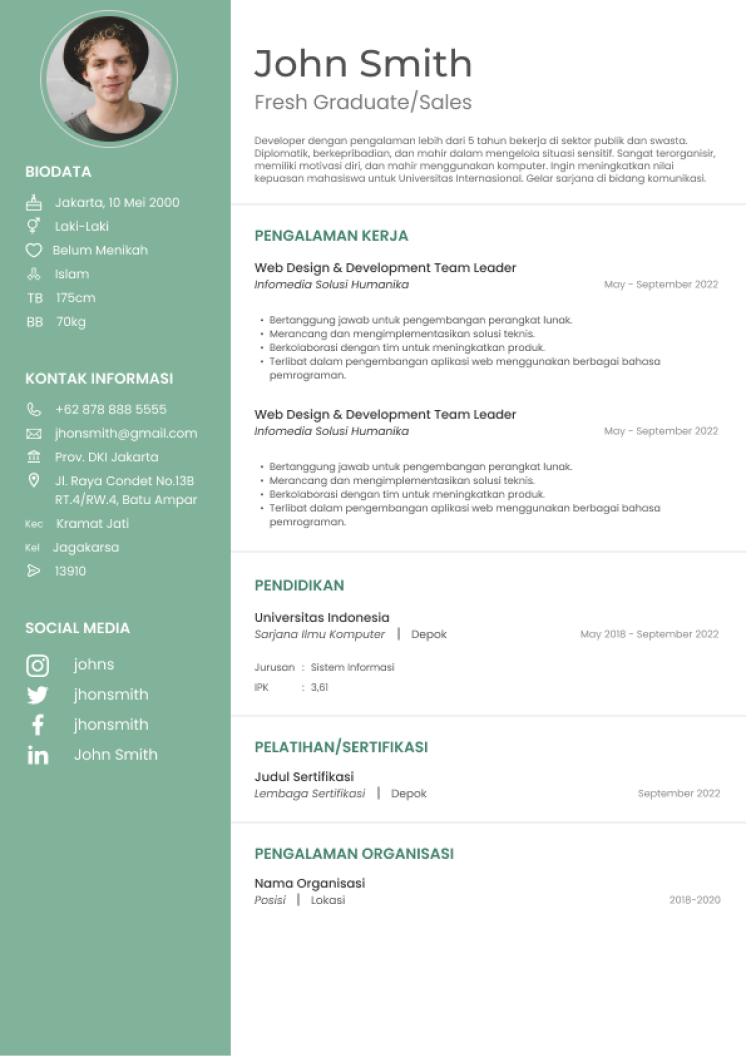 BIODATA
Jakarta, 10 Mei 2000
Laki-Laki
Belum Menikah
Islam
TB 175cm
BB 70kg
KONTAK INFORMASI
+62 878 888 5555
jhonsmith@gmail.com
Prov. DKI Jakarta
Jl. Raya Condet No.13B
RT.4/RW.4, Batu Ampar
Kec Kramat Jati
Kel Jagakarsa
13910
SOCIAL MEDIA
johns
jhonsmith
jhonsmith
John Smith
John Smith
Fresh Graduate/Sales
Developer dengan pengalaman lebih dari 5 tahun bekerja di sektor publik dan swasta.
Diplomatik, berkepribadian, dan mahir dalam mengelola situasi sensitif. Sangat terorganisir,
memiliki motivasi diri, dan mahir menggunakan komputer. Ingin meningkatkan nilai
kepuasan mahasiswa untuk Universitas Internasional. Gelar sarjana di bidang komunikasi.
PENGALAMAN KERJA
Web Design & Development Team Leader
Infomedia Solusi Humanika May - September 2022
• Bertanggung jawab untuk pengembangan perangkat lunak.
• Merancang dan mengimplementasikan solusi teknis.
• Berkolaborasi dengan tim untuk meningkatkan produk.
• Terlibat dalam pengembangan aplikasi web menggunakan berbagai bahasa
pemrograman.
Web Design & Development Team Leader
Infomedia Solusi Humanika May - September 2022
• Bertanggung jawab untuk pengembangan perangkat lunak.
• Merancang dan mengimplementasikan solusi teknis.
• Berkolaborasi dengan tim untuk meningkatkan produk.
• Terlibat dalam pengembangan aplikasi web menggunakan berbagai bahasa
pemrograman.
PENDIDIKAN
Universitas Indonesia
Sarjana Ilmu Komputer | Depok May 2018 - September 2022
Jurusan : Sistem Informasi
IPK : 3,61
PELATIHAN/SERTIFIKASI
Judul Sertifikasi
Lembaga Sertifikasi | Depok September 2022
PENGALAMAN ORGANISASI
Nama Organisasi
Posisi | Lokasi 2018-2020